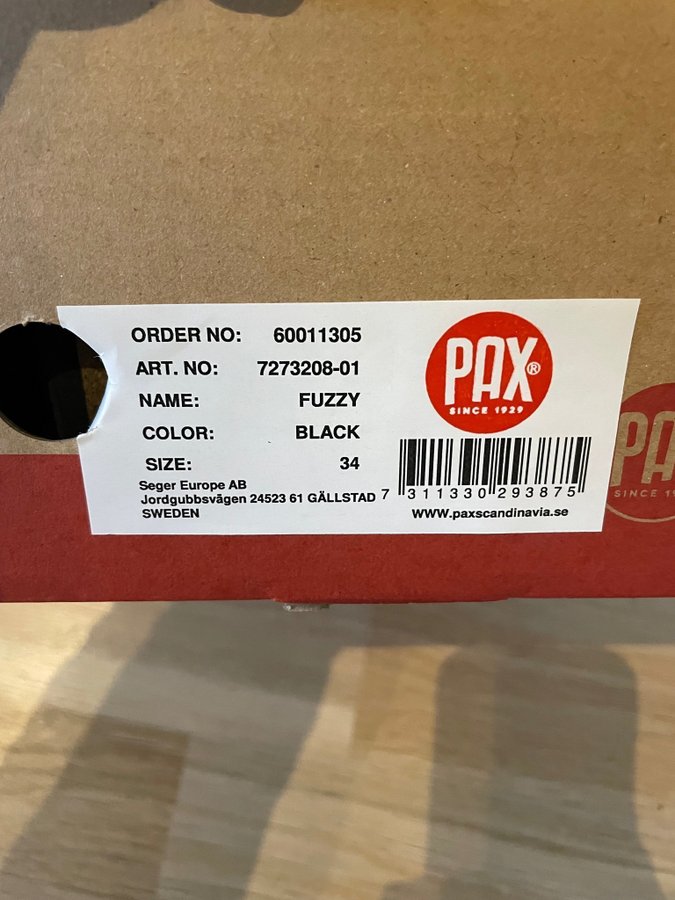 ORDER NO: 60011305
ART. NO: 7273208-01
NAME: FUZZY
COLOR: BLACK
SIZE: 34
Seger Europe AB
Jordgubbsvägen 24523 61 GÄLLSTAD
SWEDEN
PAX®
SINCE 1929
7 311330 293875
www.paxscandinavia.se
PA
SINCE 19